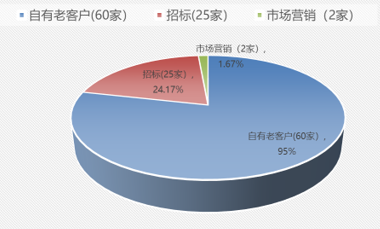 自有老客户(60家） 招标(25家） 市场营销（2家）
市场营销（2家），
1.67%
招标(25家），
24.17%
自有老客户(60家），
95%